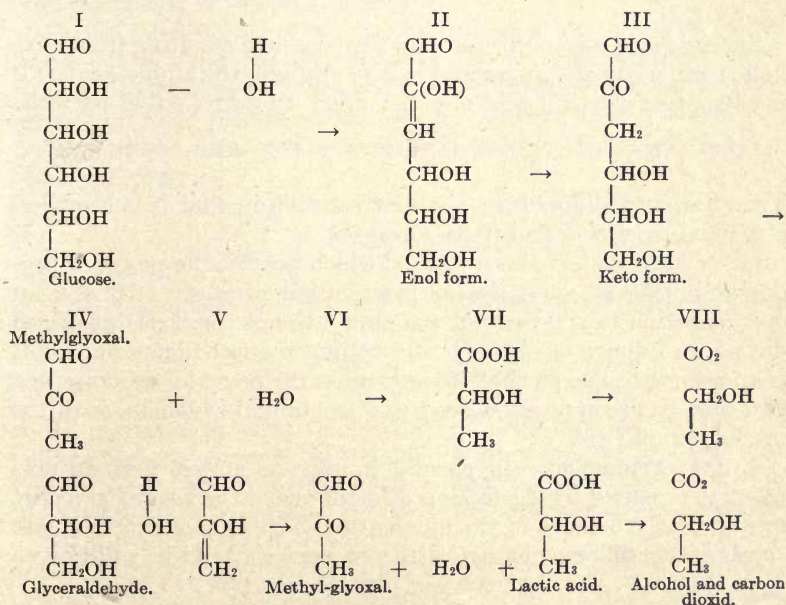 I II III
CHO H CHO CHO
CHOH — OH C(OH) CO
CHOH → CH CH₂
CHOH CHOH → CHOH
CHOH CHOH CHOH →
CH₂OH CH₂OH CH₂OH
Glucose. Enol form. Keto form.
IV V VI VII VIII
Methylglyoxal.
CHO COOH CO₂
CO + H₂O → CHOH → CH₂OH
CH₃ CH₃ CH₃
CHO H CHO CHO COOH CO₂
CHOH OH COH → CO CHOH → CH₂OH
CH₂OH CH₂ CH₃ + H₂O + CH₃ CH₃
Glyceraldehyde. Methyl-glyoxal. Lactic acid. Alcohol and carbon
dioxid.